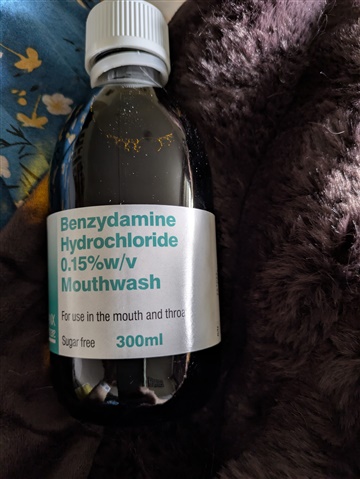 Benzydamine
Hydrochloride
0.15%w/v
Mouthwash
For use in the mouth and throa
Sugar free 300ml